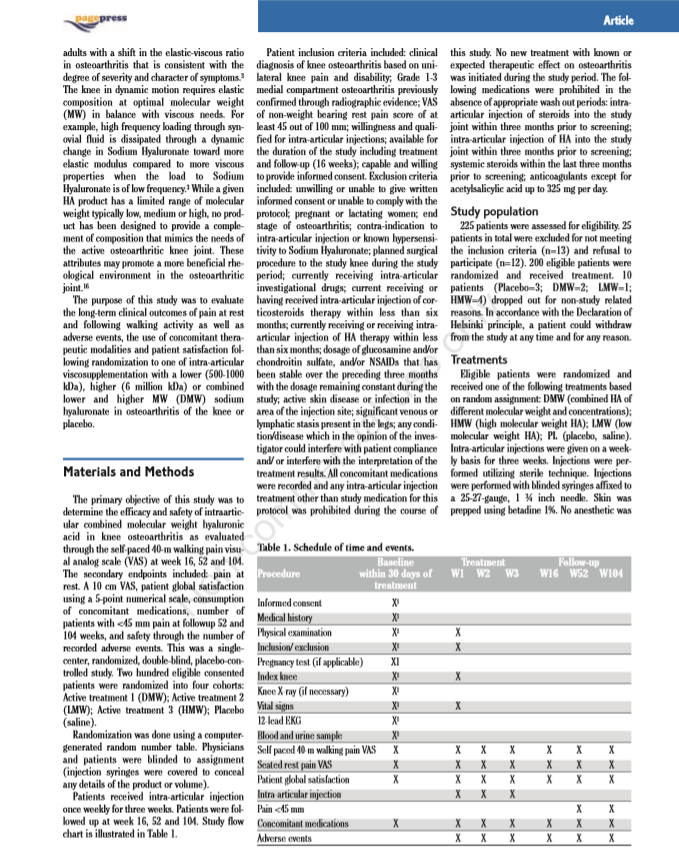 pagepress
Article
adults with a shift in the elastic-viscous ratio
in osteoarthritis that is consistent with the
degree of severity and character of symptoms.³
The knee in dynamic motion requires elastic
composition at optimal molecular weight
(MW) in balance with viscous needs. For
example, high frequency loading through syn-
ovial fluid is dissipated through a dynamic
change in Sodium Hyaluronate toward more
elastic modulus compared to more viscous
properties when the load to Sodium
Hyaluronate is of low frequency.³ While a given
HA product has a limited range of molecular
weight typically low, medium or high, no prod-
uct has been designed to provide a comple-
ment of composition that mimics the needs of
the active osteoarthritic knee joint. These
attributes may promote a more beneficial rhe-
ological environment in the osteoarthritic
joint.¹⁶
The purpose of this study was to evaluate
the long-term clinical outcomes of pain at rest
and following walking activity as well as
adverse events, the use of concomitant thera-
peutic modalities and patient satisfaction fol-
lowing randomization to one of intra-articular
viscosupplementation with a lower (500-1000
kDa), higher (6 million kDa) or combined
lower and higher MW (DMW) sodium
hyaluronate in osteoarthritis of the knee or
placebo.
Materials and Methods
The primary objective of this study was to
determine the efficacy and safety of intraartic-
ular combined molecular weight hyaluronic
acid in knee osteoarthritis as evaluated
through the self-paced 40-m walking pain visu-
al analog scale (VAS) at week 16, 52 and 104.
The secondary endpoints included: pain at
rest. A 10 cm VAS, patient global satisfaction
using a 5-point numerical scale, consumption
of concomitant medications, number of
patients with <45 mm pain at followup 52 and
104 weeks, and safety through the number of
recorded adverse events. This was a single-
center, randomized, double-blind, placebo-con-
trolled study. Two hundred eligible consented
patients were randomized into four cohorts:
Active treatment 1 (DMW); Active treatment 2
(LMW); Active treatment 3 (HMW); Placebo
(saline).
Randomization was done using a computer-
generated random number table. Physicians
and patients were blinded to assignment
(injection syringes were covered to conceal
any details of the product or volume).
Patients received intra-articular injection
once weekly for three weeks. Patients were fol-
lowed up at week 16, 52 and 104. Study flow
chart is illustrated in Table 1.
Patient inclusion criteria included: clinical
diagnosis of knee osteoarthritis based on uni-
lateral knee pain and disability; Grade 1-3
medial compartment osteoarthritis previously
confirmed through radiographic evidence; VAS
of non-weight bearing rest pain score of at
least 45 out of 100 mm; willingness and quali-
fied for intra-articular injections; available for
the duration of the study including treatment
and follow-up (16 weeks); capable and willing
to provide informed consent. Exclusion criteria
included: unwilling or unable to give written
informed consent or unable to comply with the
protocol; pregnant or lactating women; end
stage of osteoarthritis; contra-indication to
intra-articular injection or known hypersensi-
tivity to Sodium Hyaluronate; planned surgical
procedure to the study knee during the study
period; currently receiving intra-articular
investigational drugs; current receiving or
having received intra-articular injection of cor-
ticosteroids therapy within less than six
months; currently receiving or receiving intra-
articular injection of HA therapy within less
than six months; dosage of glucosamine and/or
chondroitin sulfate, and/or NSAIDs that has
been stable over the preceding three months
with the dosage remaining constant during the
study; active skin disease or infection in the
area of the injection site; significant venous or
lymphatic stasis present in the legs; any condi-
tion/disease which in the opinion of the inves-
tigator could interfere with patient compliance
and/ or interfere with the interpretation of the
treatment results. All concomitant medications
were recorded and any intra-articular injection
treatment other than study medication for this
protocol was prohibited during the course of
this study. No new treatment with known or
expected therapeutic effect on osteoarthritis
was initiated during the study period. The fol-
lowing medications were prohibited in the
absence of appropriate wash out periods: intra-
articular injection of steroids into the study
joint within three months prior to screening;
intra-articular injection of HA into the study
joint within three months prior to screening;
systemic steroids within the last three months
prior to screening; anticoagulants except for
acetylsalicylic acid up to 325 mg per day.
Study population
225 patients were assessed for eligibility. 25
patients in total were excluded for not meeting
the inclusion criteria (n=13) and refusal to
participate (n=12). 200 eligible patients were
randomized and received treatment. 10
patients (Placebo=3; DMW=2; LMW=1;
HMW=4) dropped out for non-study related
reasons. In accordance with the Declaration of
Helsinki principle, a patient could withdraw
from the study at any time and for any reason.
Treatments
Eligible patients were randomized and
received one of the following treatments based
on random assignment: DMW (combined HA of
different molecular weight and concentrations);
HMW (high molecular weight HA); LMW (low
molecular weight HA); PL (placebo, saline).
Intra-articular injections were given on a week-
ly basis for three weeks. Injections were per-
formed utilizing sterile technique. Injections
were performed with blinded syringes affixed to
a 25-27-gauge, 1 ¼ inch needle. Skin was
prepped using betadine 1%. No anesthetic was
Table 1. Schedule of time and events.
Procedure Baseline within 30 days of treatment Treatment W1 W2 W3 Follow-up W16 W52 W104
Informed consent X¹
Medical history X¹
Physical examination X¹ X
Inclusion/ exclusion X¹ X
Pregnancy test (if applicable) X1
Index knee X¹ X
Knee X-ray (if necessary) X¹
Vital signs X¹ X
12-lead EKG X¹
Blood and urine sample X¹
Self paced 40-m walking pain VAS X X X X X X X
Seated rest pain VAS X X X X X X X
Patient global satisfaction X X X X X X X
Intra-articular injection X X X
Pain <45 mm X X
Concomitant medications X X X X X X X
Adverse events X X X X X X